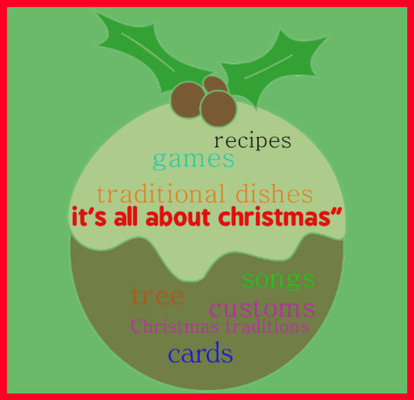 recipes
games
traditional dishes
it's all about christmas"
songs
tree
customs
Christmas traditions
cards